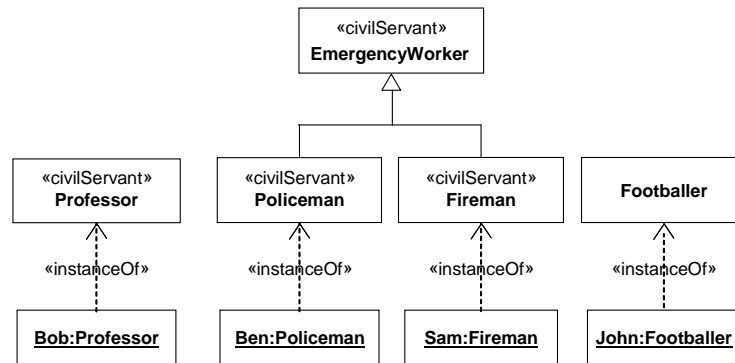 «civilServant»
EmergencyWorker
«civilServant»
Professor
«civilServant»
Policeman
«civilServant»
Fireman
Footballer
«instanceOf»
«instanceOf»
«instanceOf»
«instanceOf»
Bob:Professor
Ben:Policeman
Sam:Fireman
John:Footballer